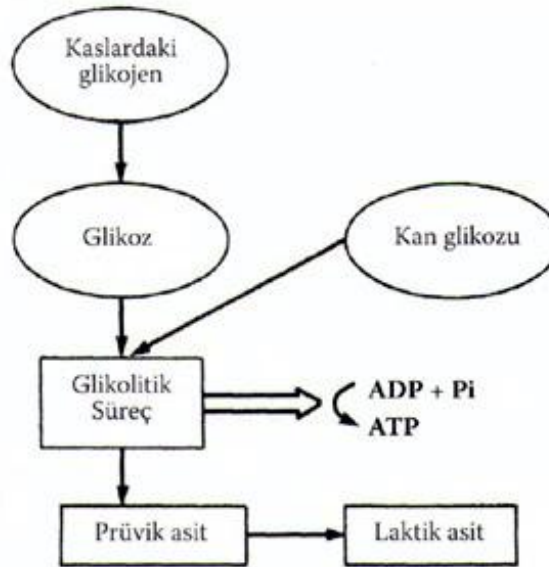 Kaslardaki
glikojen
Glikoz
Kan glikozu
Glikolitik
Süreç
ADP + Pi
ATP
Prüvik asit
Laktik asit